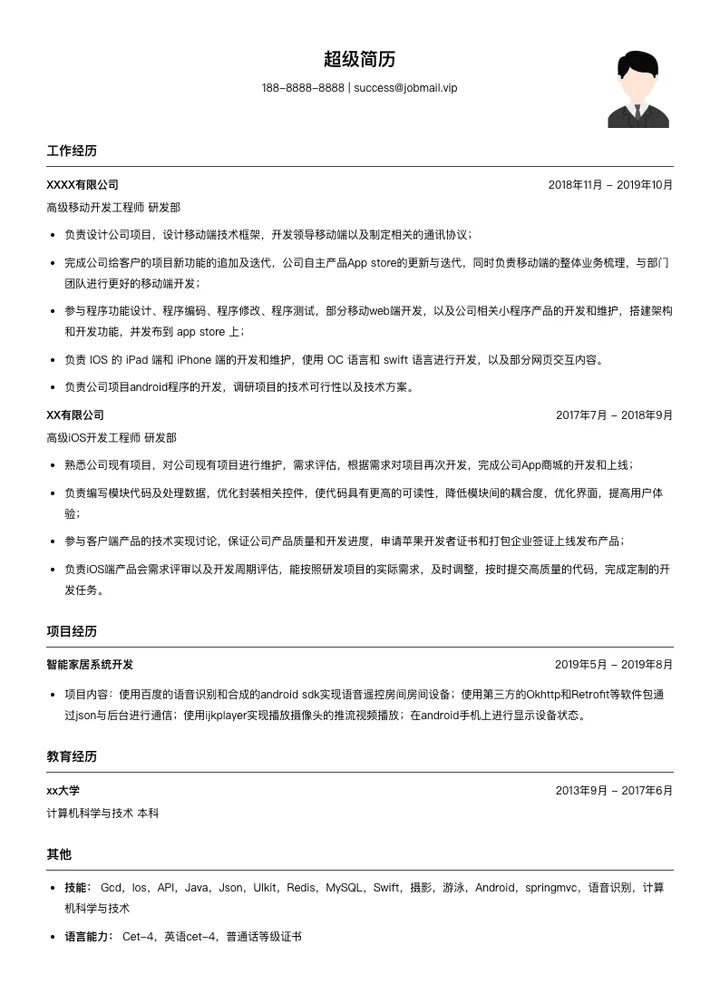 超级简历
188-8888-8888 | success@jobmail.vip
工作经历
XXXX有限公司 2018年11月 – 2019年10月
高级移动开发工程师 研发部
• 负责设计公司项目，设计移动端技术框架，开发领导移动端以及制定相关的通讯协议；
• 完成公司给客户的项目新功能的追加及迭代，公司自主产品App store的更新与迭代，同时负责移动端的整体业务梳理，与部门
团队进行更好的移动端开发；
• 参与程序功能设计、程序编码、程序修改、程序测试，部分移动web端开发，以及公司相关小程序产品的开发和维护，搭建架构
和开发功能，并发布到 app store 上；
• 负责 IOS 的 iPad 端和 iPhone 端的开发和维护，使用 OC 语言和 swift 语言进行开发，以及部分网页交互内容。
• 负责公司项目android程序的开发，调研项目的技术可行性以及技术方案。
XX有限公司 2017年7月 – 2018年9月
高级iOS开发工程师 研发部
• 熟悉公司现有项目，对公司现有项目进行维护，需求评估，根据需求对项目再次开发，完成公司App商城的开发和上线；
• 负责编写模块代码及处理数据，优化封装相关控件，使代码具有更高的可读性，降低模块间的耦合度，优化界面，提高用户体
验；
• 参与客户端产品的技术实现讨论，保证公司产品质量和开发进度，申请苹果开发者证书和打包企业签证上线发布产品；
• 负责iOS端产品会需求评审以及开发周期评估，能按照研发项目的实际需求，及时调整，按时提交高质量的代码，完成定制的开
发任务。
项目经历
智能家居系统开发 2019年5月 – 2019年8月
• 项目内容：使用百度的语音识别和合成的android sdk实现语音遥控房间房间设备；使用第三方的Okhttp和Retrofit等软件包通
过json与后台进行通信；使用ijkplayer实现播放摄像头的推流视频播放；在android手机上进行显示设备状态。
教育经历
xx大学 2013年9月 – 2017年6月
计算机科学与技术 本科
其他
• 技能： Gcd，Ios，API，Java，Json，UIkit，Redis，MySQL，Swift，摄影，游泳，Android，springmvc，语音识别，计算
机科学与技术
• 语言能力： Cet-4，英语cet-4，普通话等级证书